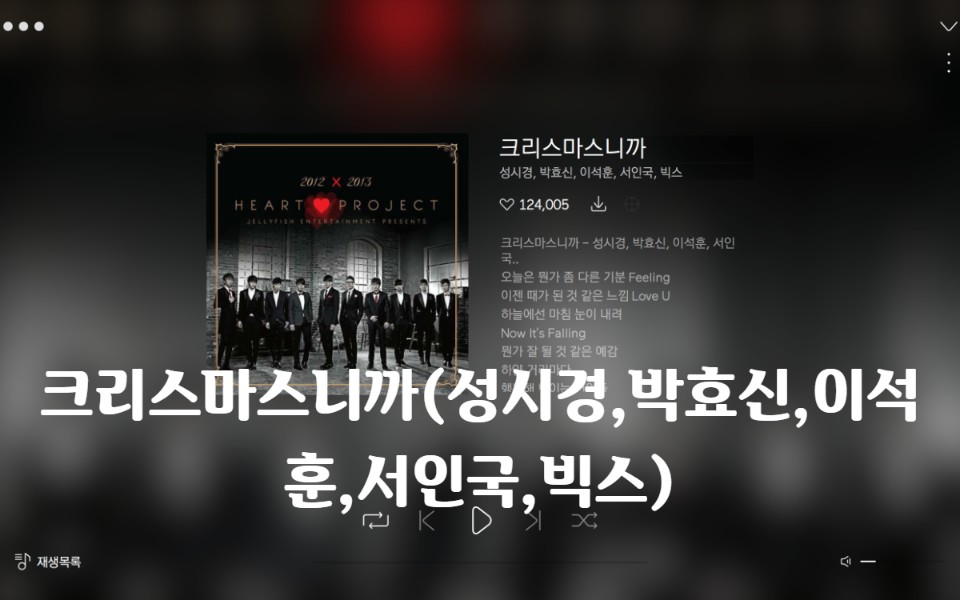 크리스마스니까
성시경, 박효신, 이석훈, 서인국, 빅스
2012 X 2013
HEART PROJECT
JELLYFISH ENTERTAINMENT PRESENTS
124,005
크리스마스니까 - 성시경, 박효신, 이석훈, 서인
국..
오늘은 뭔가 좀 다른 기분 Feeling
이젠 때가 된 것 같은 느낌 Love U
하늘에선 마침 눈이 내려
Now It's Falling
뭔가 잘 될 것 같은 예감
크리스마스니까(성시경,박효신,이석
훈,서인국,빅스)
재생목록